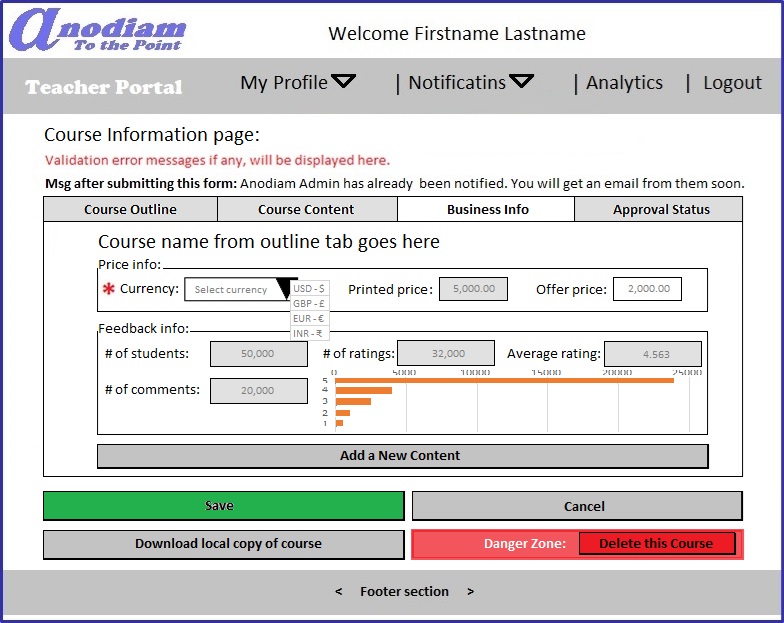 Anodiam
To the Point
Welcome Firstname Lastname
Teacher Portal
My Profile | Notificatins | Analytics | Logout
Course Information page:
Validation error messages if any, will be displayed here.
Msg after submitting this form: Anodiam Admin has already been notified. You will get an email from them soon.
Course Outline Course Content Business Info Approval Status
Course name from outline tab goes here
Price info:
* Currency: Select currency Printed price: 5,000.00 Offer price: 2,000.00
USD - $
GBP - £
EUR - €
INR - ₹
Feedback info:
# of students: 50,000 # of ratings: 32,000 Average rating: 4.563
# of comments: 20,000
0 5000 10000 15000 20000 25000
5
4
3
2
1
Add a New Content
Save Cancel
Download local copy of course Danger Zone: Delete this Course
< Footer section >